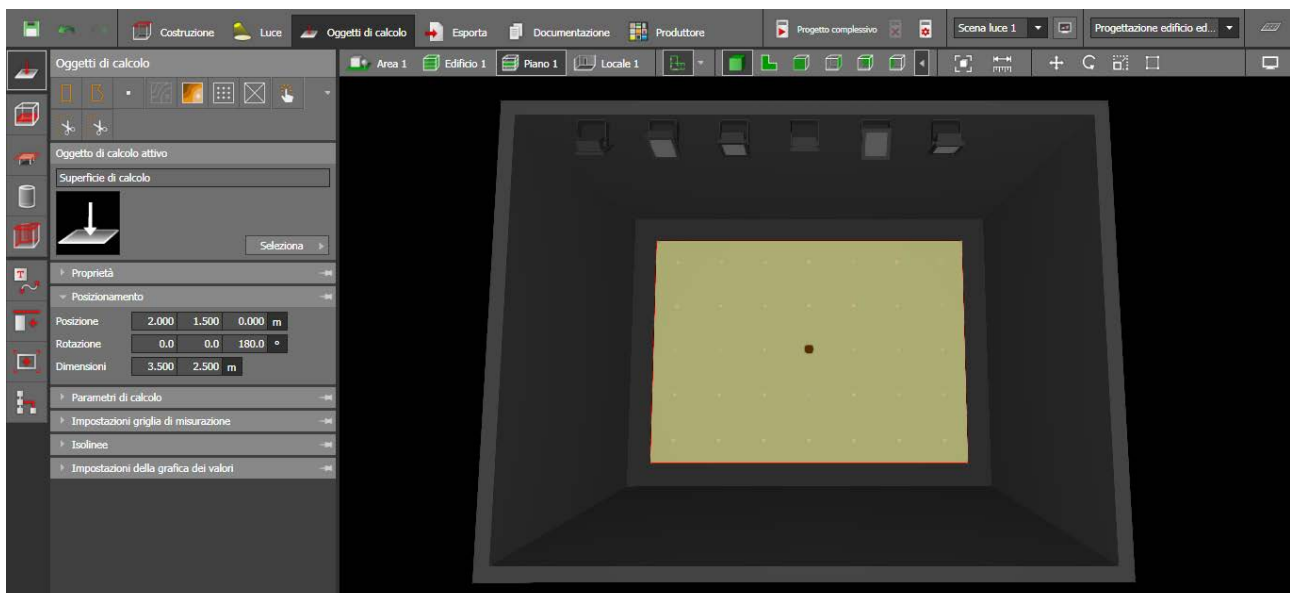 Costruzione Luce Oggetti di calcolo Esporta Documentazione Produttore Progetto complessivo Scena luce 1 Progettazione edificio ed...
Oggetti di calcolo Area 1 Edificio 1 Piano 1 Locale 1
Oggetto di calcolo attivo
Superficie di calcolo
Seleziona
Proprietà
Posizionamento
Posizione 2.000 1.500 0.000 m
Rotazione 0.0 0.0 180.0 °
Dimensioni 3.500 2.500 m
Parametri di calcolo
Impostazioni griglia di misurazione
Isolinee
Impostazioni della grafica dei valori
T